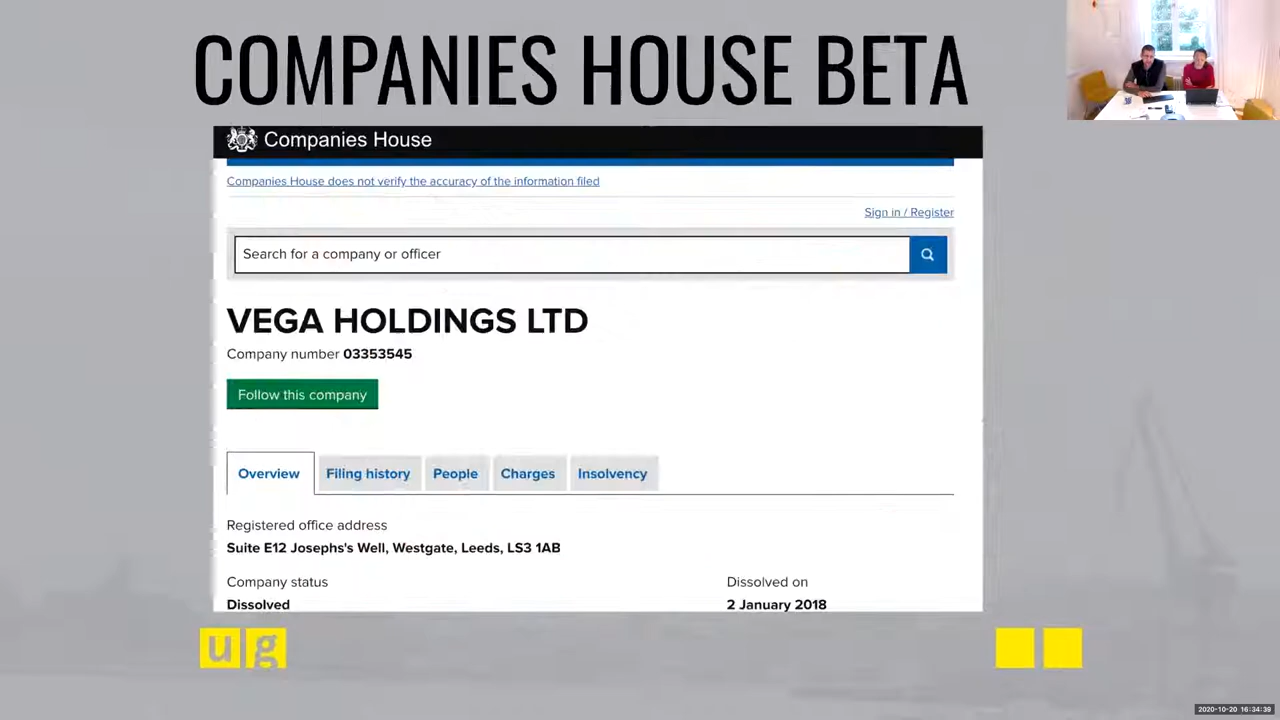 COMPANIES HOUSE BETA
Companies House
Companies House does not verify the accuracy of the information filed
Sign in / Register
Search for a company or officer
VEGA HOLDINGS LTD
Company number 03353545
Follow this company
Overview Filing history People Charges Insolvency
Registered office address
Suite E12 Josephs's Well, Westgate, Leeds, LS3 1AB
Company status Dissolved on
Dissolved 2 January 2018
ug
2020-10-20 16:34:39